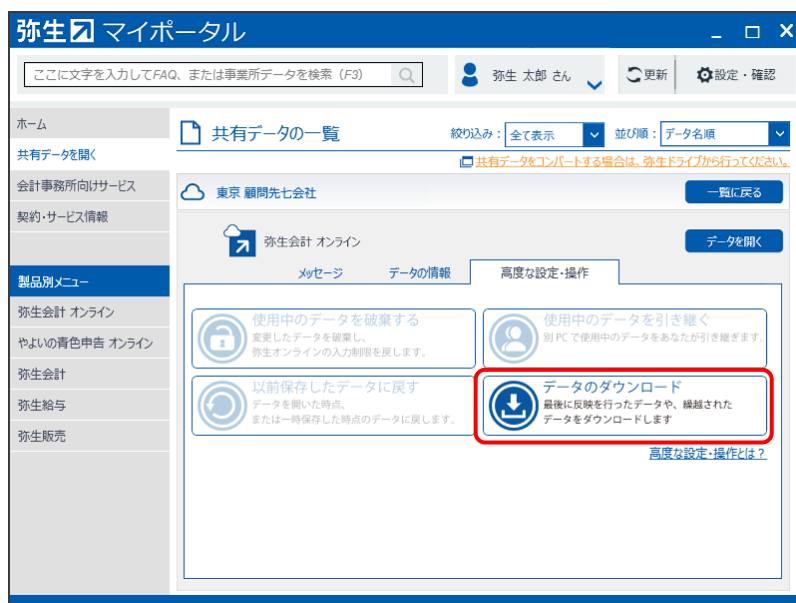 弥生 マイポータル
ここに文字を入力してFAQ、または事業所データを検索（F3）
弥生 太郎 さん
更新
設定・確認
ホーム
共有データを開く
会計事務所向けサービス
契約・サービス情報
製品別メニュー
弥生会計 オンライン
やよいの青色申告 オンライン
弥生会計
弥生給与
弥生販売
共有データの一覧
絞り込み：
全て表示
並び順：
データ名順
共有データをコンバートする場合は、弥生ドライブから行ってください。
東京 顧問先七会社
一覧に戻る
弥生会計 オンライン
データを開く
メッセージ
データの情報
高度な設定・操作
使用中のデータを破棄する
変更したデータを破棄し、
弥生オンラインの入力制限を戻します。
使用中のデータを引き継ぐ
別 PC で使用中のデータをあなたが引き継ぎます。
以前保存したデータに戻す
データを開いた時点、
または一時保存した時点のデータに戻します。
データのダウンロード
最後に反映を行ったデータや、繰越された
データをダウンロードします
高度な設定・操作とは？